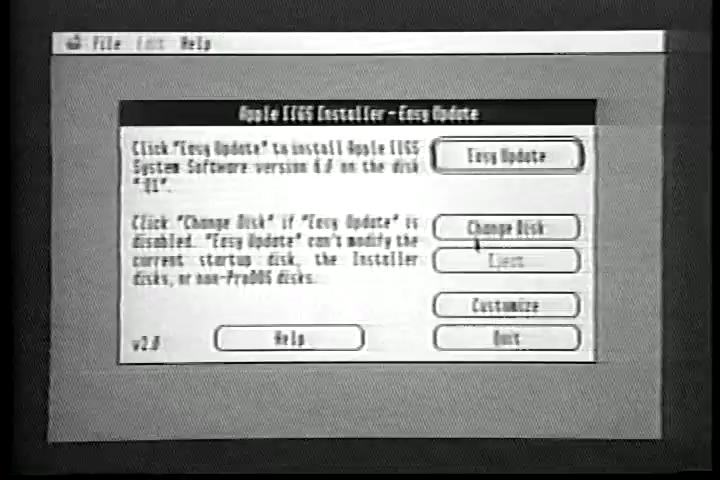 File Edit Help
Apple IIGS Installer - Easy Update
Click "Easy Update" to install Apple IIGS
System Software version 6.0 on the disk
Easy Update
Click "Change Disk" if "Easy Update" is
disabled. "Easy Update" can't modify the
current startup disk, the Installer
disks, or non-ProDOS disks.
Change Disk
Eject
Customize
v2.0
Help
Quit